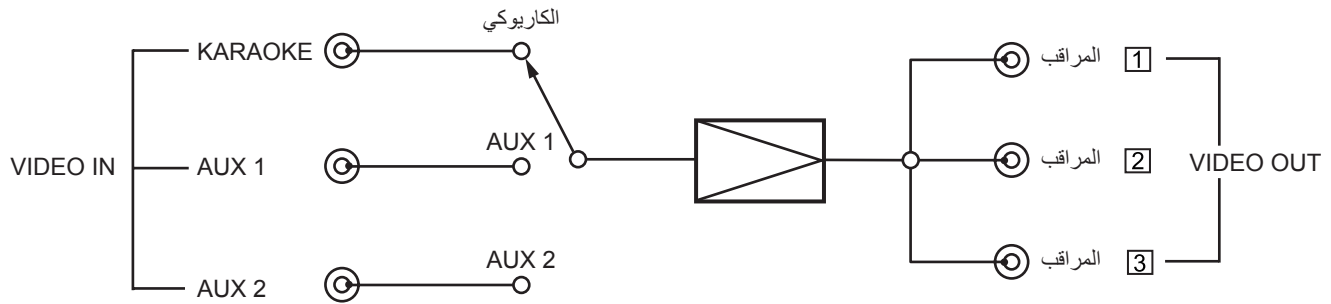 الكاريوكي
KARAOKE
المراقب 1
AUX 1
VIDEO IN
AUX 1
المراقب 2
VIDEO OUT
AUX 2
المراقب 3
AUX 2